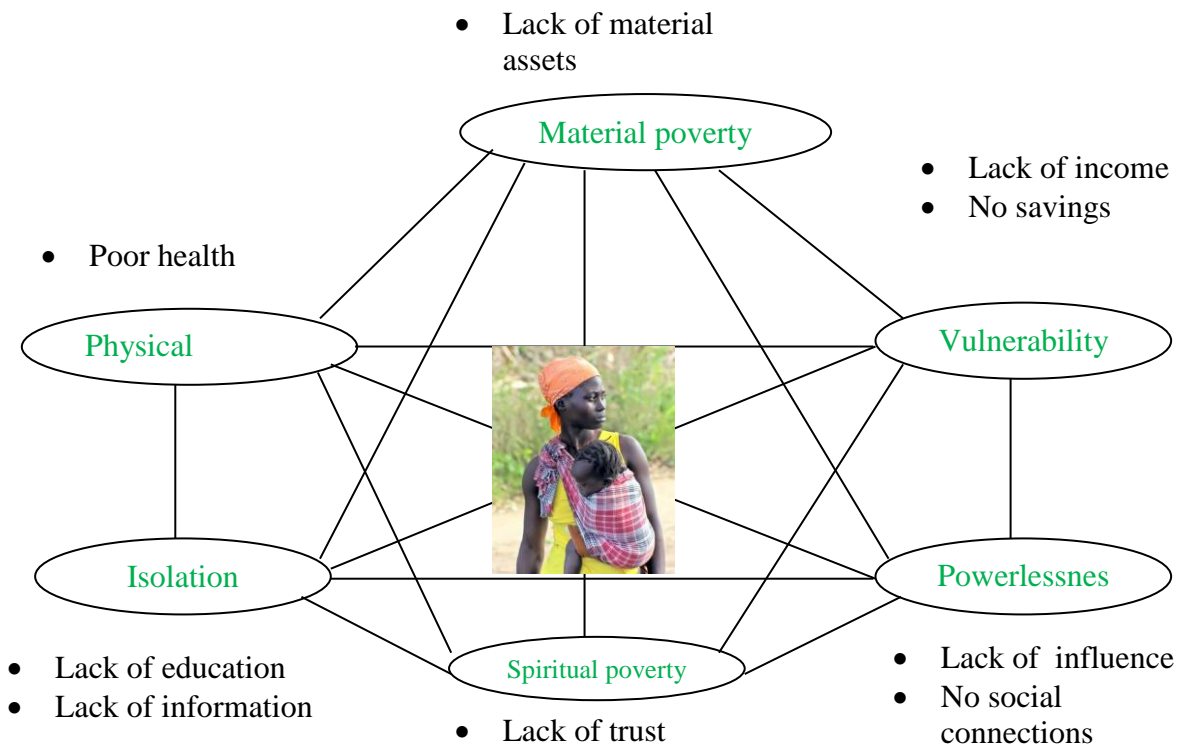 • Lack of material
assets
Material poverty
• Lack of income
• No savings
• Poor health
Physical
Vulnerability
Isolation
Powerlessnes
• Lack of education
• Lack of information
Spiritual poverty
• Lack of trust
• Lack of  influence
• No social
connections